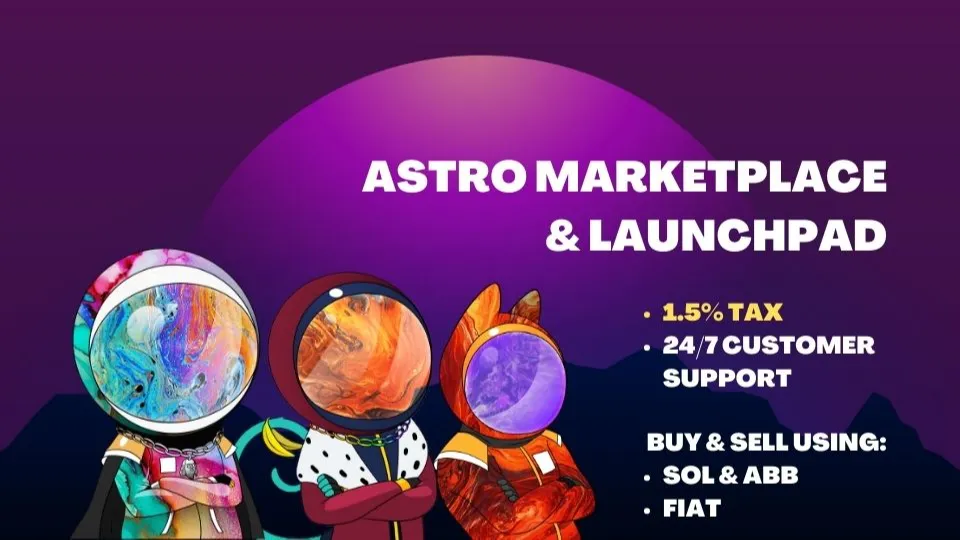 ASTRO MARKETPLACE
& LAUNCHPAD
• 1.5% TAX
• 24/7 CUSTOMER
SUPPORT
BUY & SELL USING:
• SOL & ABB
• FIAT